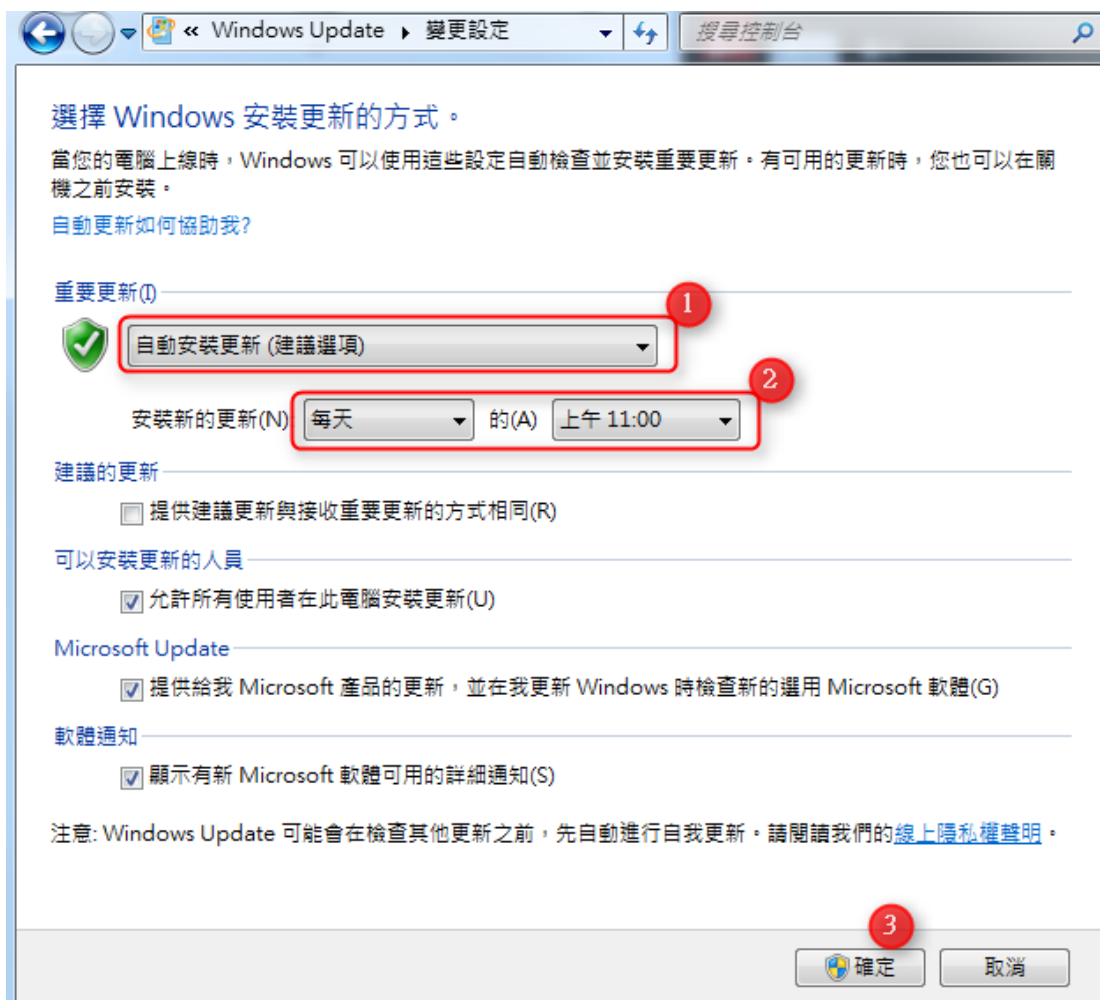 « Windows Update ▸ 變更設定 搜尋控制台
選擇 Windows 安裝更新的方式。
當您的電腦上線時，Windows 可以使用這些設定自動檢查並安裝重要更新。有可用的更新時，您也可以在關
機之前安裝。
自動更新如何協助我?
重要更新(I)
1
自動安裝更新 (建議選項)
2
安裝新的更新(N) 每天 的(A) 上午 11:00
建議的更新
提供建議更新與接收重要更新的方式相同(R)
可以安裝更新的人員
允許所有使用者在此電腦安裝更新(U)
Microsoft Update
提供給我 Microsoft 產品的更新，並在我更新 Windows 時檢查新的選用 Microsoft 軟體(G)
軟體通知
顯示有新 Microsoft 軟體可用的詳細通知(S)
注意: Windows Update 可能會在檢查其他更新之前，先自動進行自我更新。請閱讀我們的線上隱私權聲明。
3
確定 取消